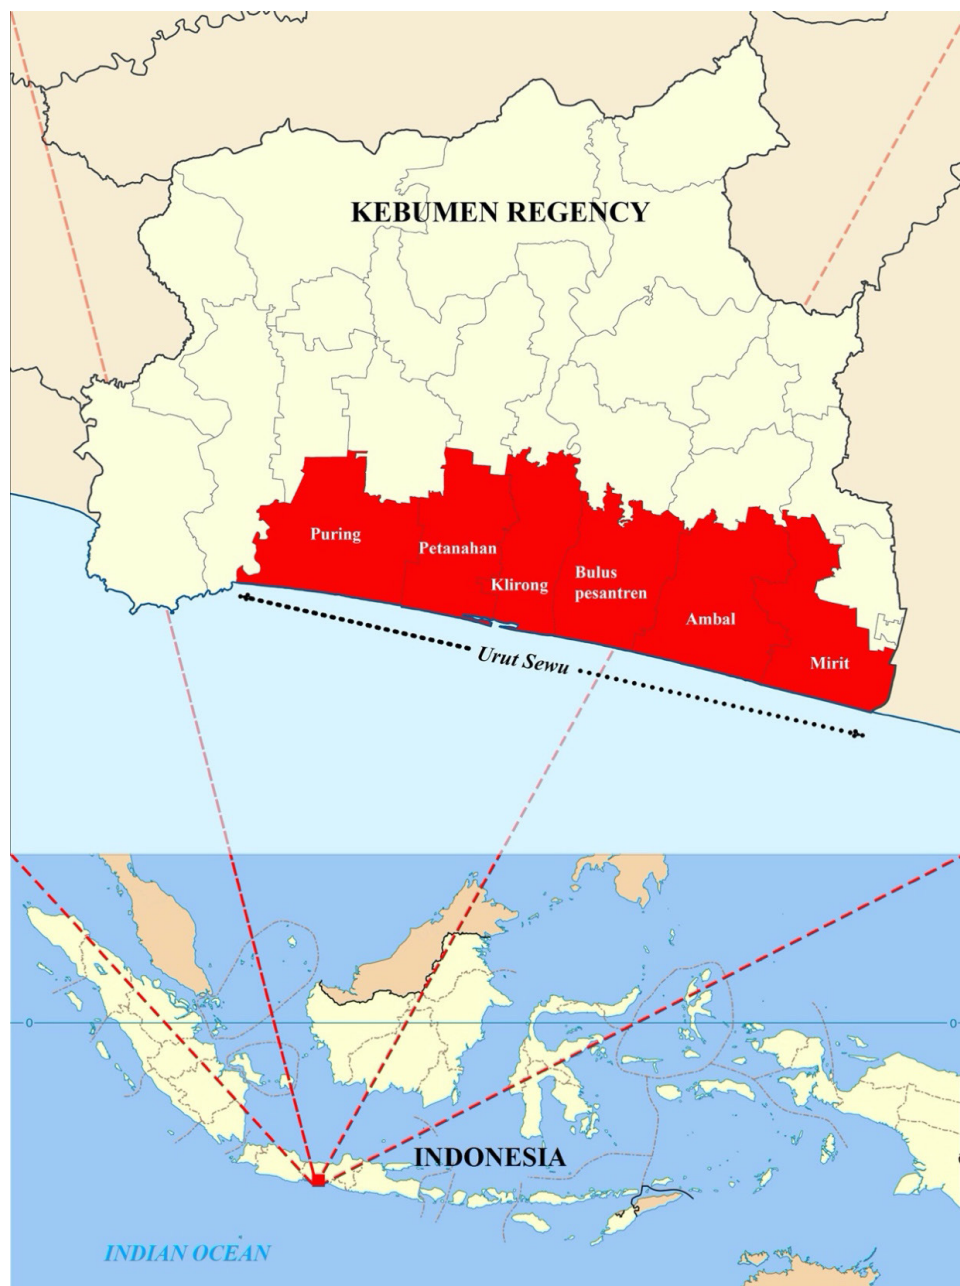 KEBUMEN REGENCY
Puring
Petanahan
Klirong
Bulus
pesantren
Ambal
Mirit
Urut Sewu
0
0
INDONESIA
INDIAN OCEAN